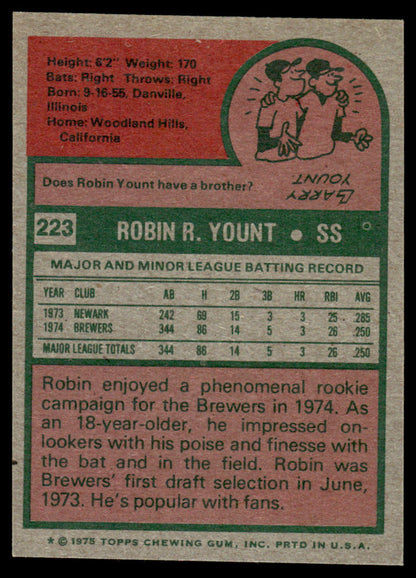 Height: 6'2" Weight: 170
Bats: Right Throws: Right
Born: 9-16-55, Danville,
Illinois
Home: Woodland Hills,
California
Does Robin Yount have a brother?
LARRY
YOUNT
223 ROBIN R. YOUNT • SS
MAJOR AND MINOR LEAGUE BATTING RECORD
YEAR CLUB AB H 2B 3B HR RBI AVG
1973 NEWARK 242 69 15 3 3 25 .285
1974 BREWERS 344 86 14 5 3 26 .250
MAJOR LEAGUE TOTALS 344 86 14 5 3 26 .250
Robin enjoyed a phenomenal rookie
campaign for the Brewers in 1974. As
an 18-year-older, he impressed on-
lookers with his poise and finesse with
the bat and in the field. Robin was
Brewers' first draft selection in June,
1973. He's popular with fans.
* © 1975 TOPPS CHEWING GUM, INC. PRTD IN U.S.A.